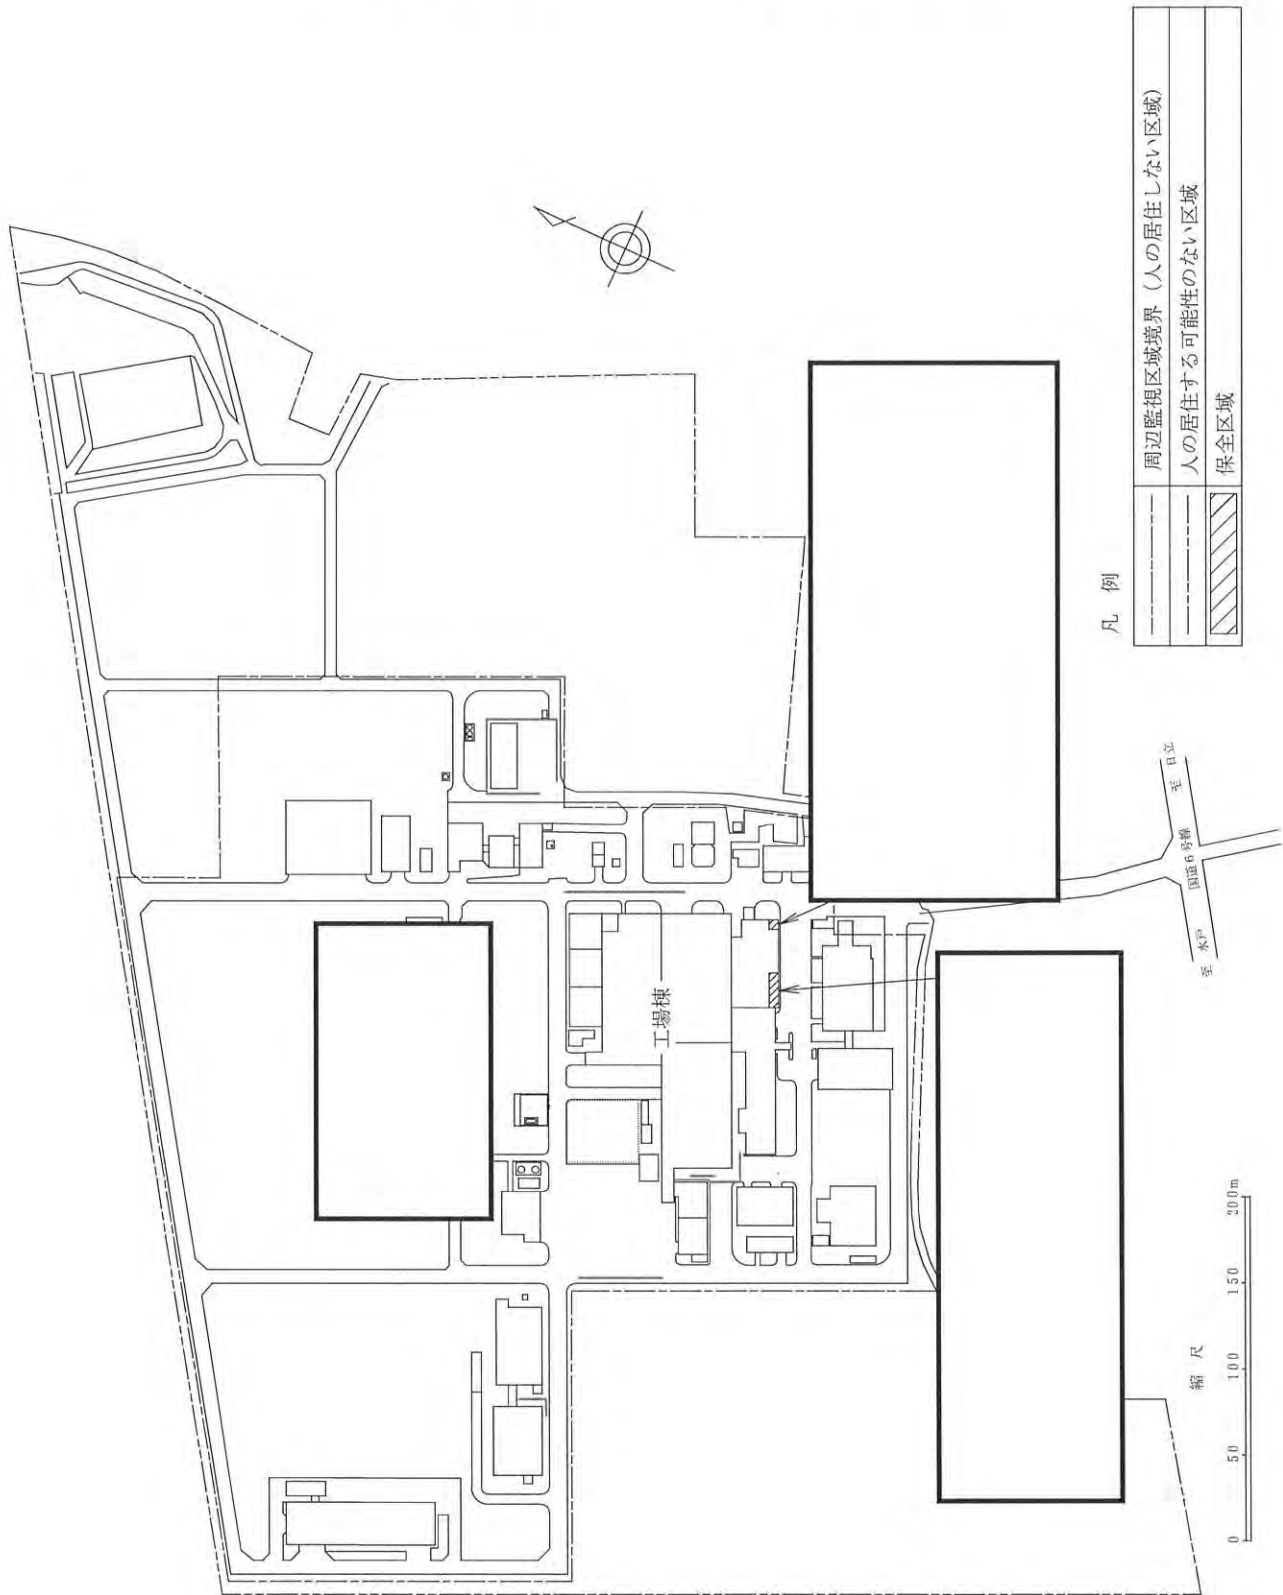 工場棟
凡 例
周辺監視区域境界（人の居住しない区域）
人の居住する可能性のない区域
保全区域
至 水戸
国道6号線
至 日立
縮 尺
0 50 100 150 200m